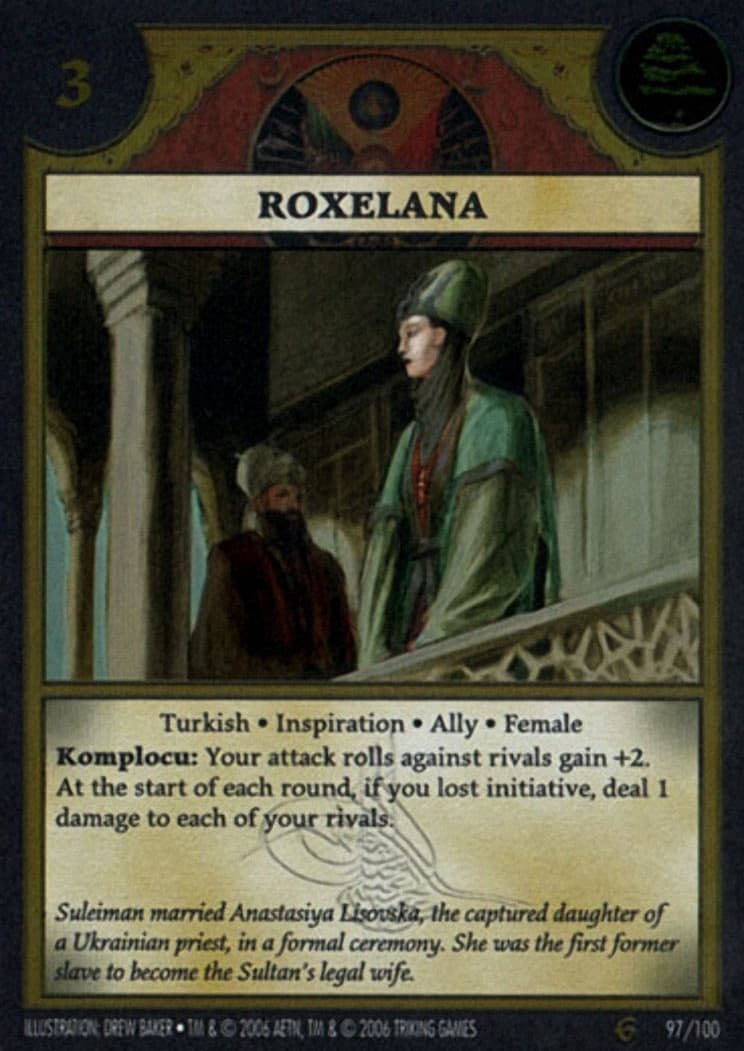 3
ROXELANA
Turkish • Inspiration • Ally • Female
Komplocu: Your attack rolls against rivals gain +2.
At the start of each round, if you lost initiative, deal 1
damage to each of your rivals.
Suleiman married Anastasiya Lisovska, the captured daughter of
a Ukrainian priest, in a formal ceremony. She was the first former
slave to become the Sultan's legal wife.
ILLUSTRATION: DREW BAKER • TM & © 2006 AETN, TM & © 2006 TRIKING GAMES
97/100